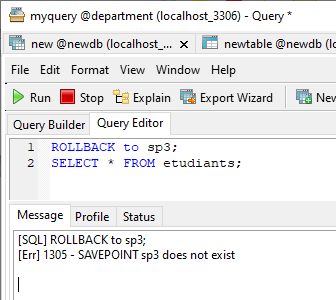 myquery @department (localhost_3306) - Query *
new @newdb (localhost_... newtable @newdb (localho
File Edit Format View Window Help
Run Stop Explain Export Wizard New
Query Builder Query Editor
1 ROLLBACK to sp3;
2 SELECT * FROM etudiants;
Message Profile Status
[SQL] ROLLBACK to sp3;
[Err] 1305 - SAVEPOINT sp3 does not exist